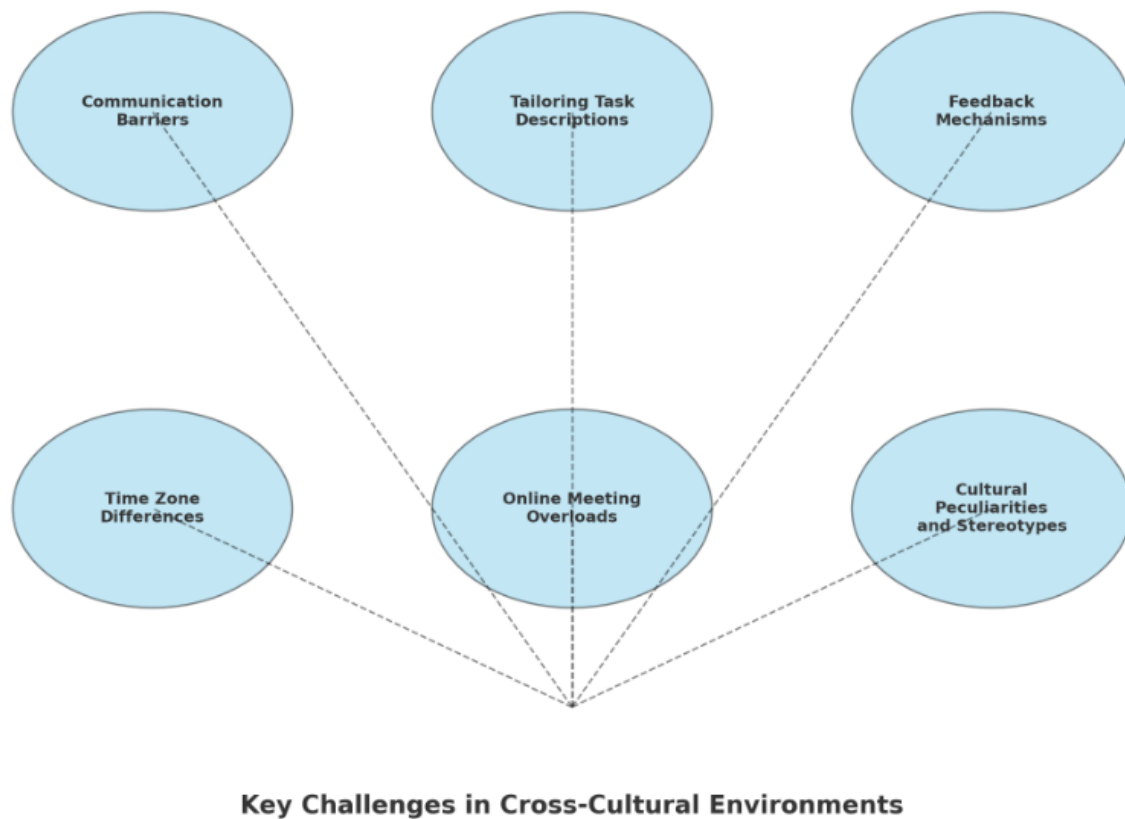 Communication
Barriers
Tailoring Task
Descriptions
Feedback
Mechanisms
Time Zone
Differences
Online Meeting
Overloads
Cultural
Peculiarities
and Stereotypes
Key Challenges in Cross-Cultural Environments